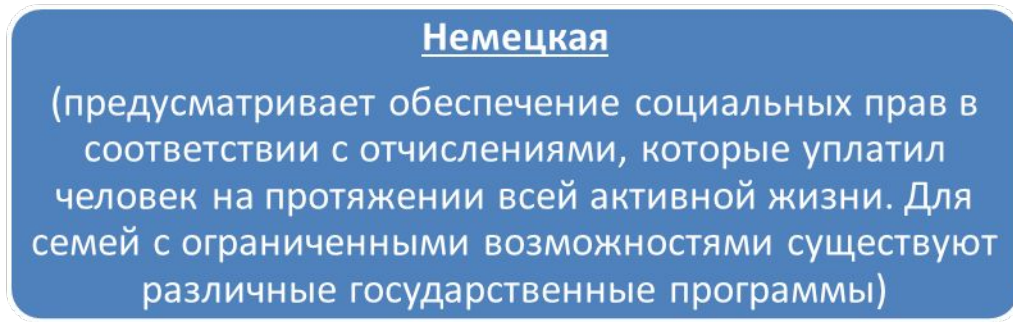 Немецкая
(предусматривает обеспечение социальных прав в
соответствии с отчислениями, которые уплатил
человек на протяжении всей активной жизни. Для
семей с ограниченными возможностями существуют
различные государственные программы)